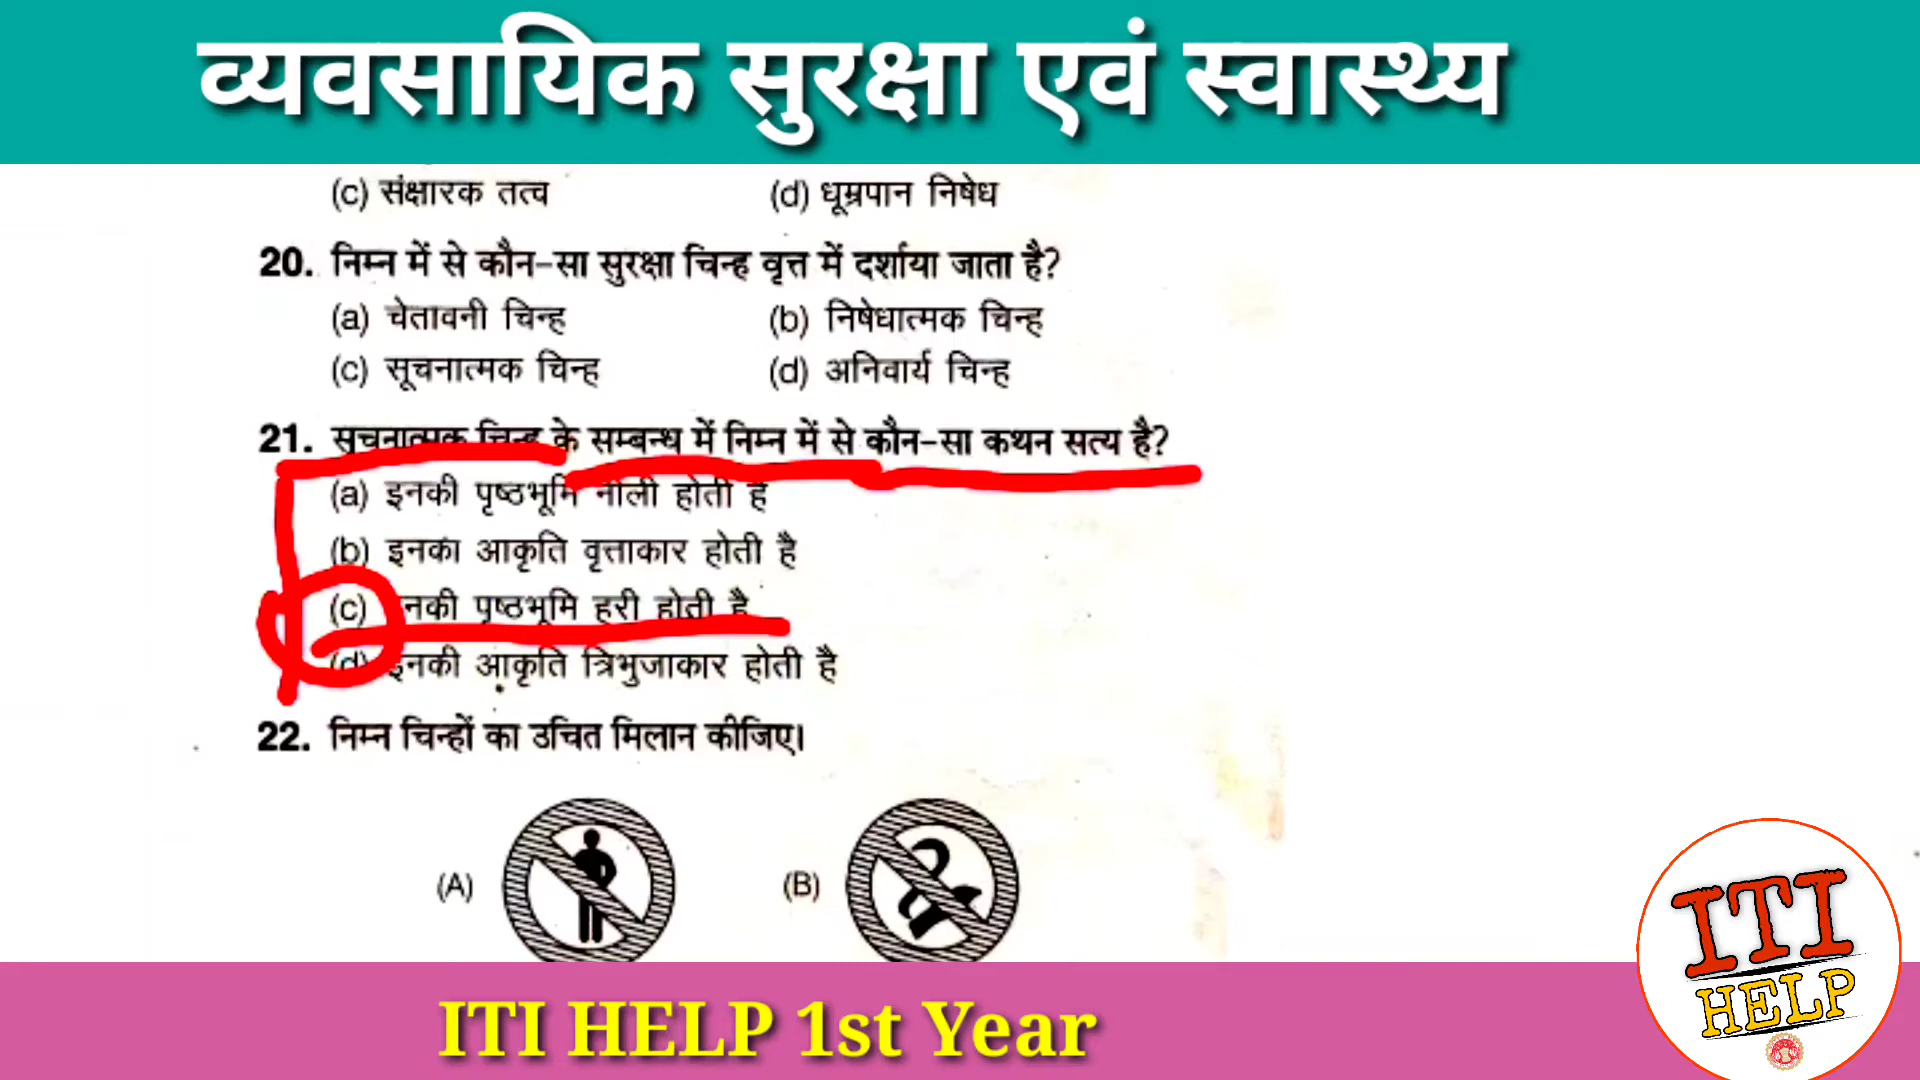 व्यवसायिक सुरक्षा एवं स्वास्थ्य
(c) संक्षारक तत्व (d) धूम्रपान निषेध
20. निम्न में से कौन-सा सुरक्षा चिन्ह वृत्त में दर्शाया जाता है?
(a) चेतावनी चिन्ह (b) निषेधात्मक चिन्ह
(c) सूचनात्मक चिन्ह (d) अनिवार्य चिन्ह
21. सूचनात्मक चिन्ह के सम्बन्ध में निम्न में से कौन-सा कथन सत्य है?
(a) इनकी पृष्ठभूमि नीली होती है
(b) इनकी आकृति वृत्ताकार होती है
(c) इनकी पृष्ठभूमि हरी होती है
(d) इनकी आकृति त्रिभुजाकार होती है
22. निम्न चिन्हों का उचित मिलान कीजिए।
(A) (B)
ITI HELP 1st Year
ITI
HELP